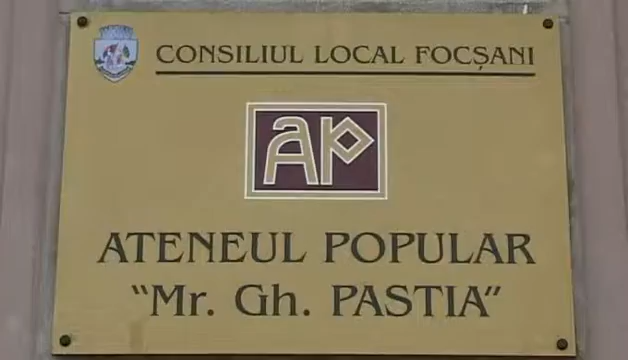 CONSILIUL LOCAL FOCȘANI
AP
ATENEUL POPULAR
"Mr. Gh. PASTIA"